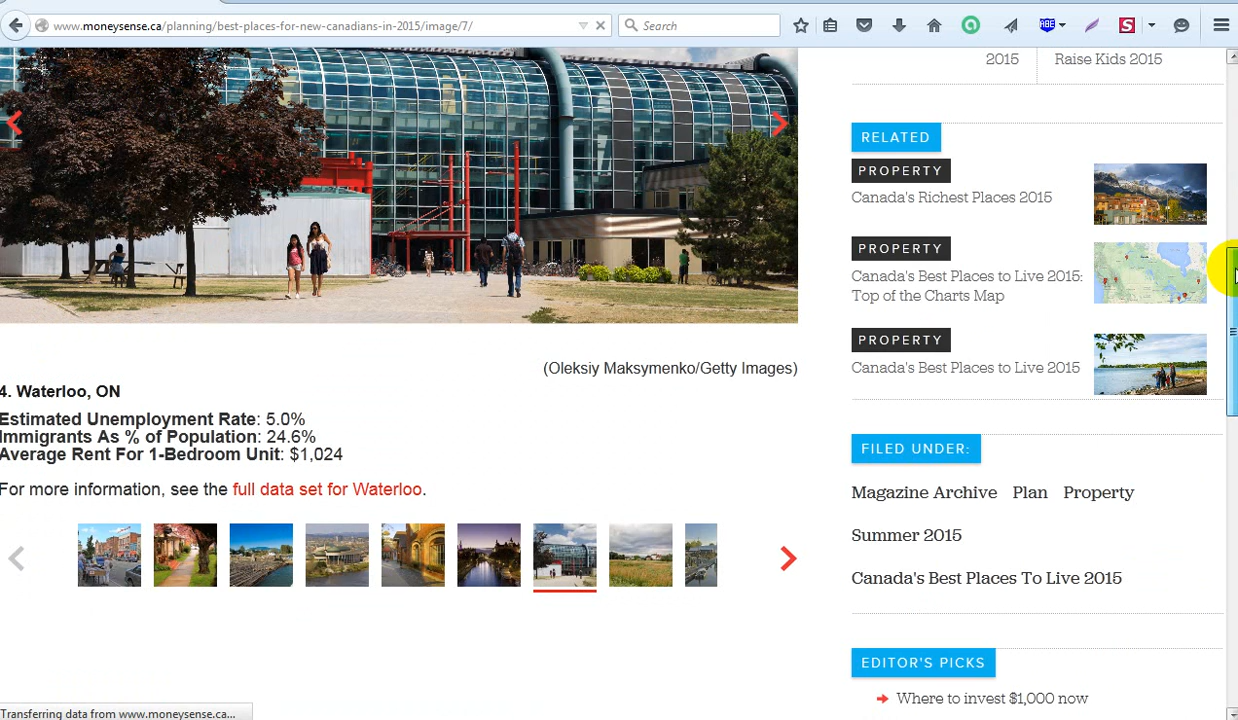 www.moneysense.ca/planning/best-places-for-new-canadians-in-2015/image/7/
Search
ABE
S
2015
Raise Kids 2015
RELATED
PROPERTY
Canada's Richest Places 2015
PROPERTY
Canada's Best Places to Live 2015:
Top of the Charts Map
PROPERTY
Canada's Best Places to Live 2015
(Oleksiy Maksymenko/Getty Images)
4. Waterloo, ON
Estimated Unemployment Rate: 5.0%
Immigrants As % of Population: 24.6%
Average Rent For 1-Bedroom Unit: $1,024
For more information, see the full data set for Waterloo.
FILED UNDER:
Magazine Archive Plan Property
Summer 2015
Canada's Best Places To Live 2015
EDITOR'S PICKS
Where to invest $1,000 now
Transferring data from www.moneysense.ca...